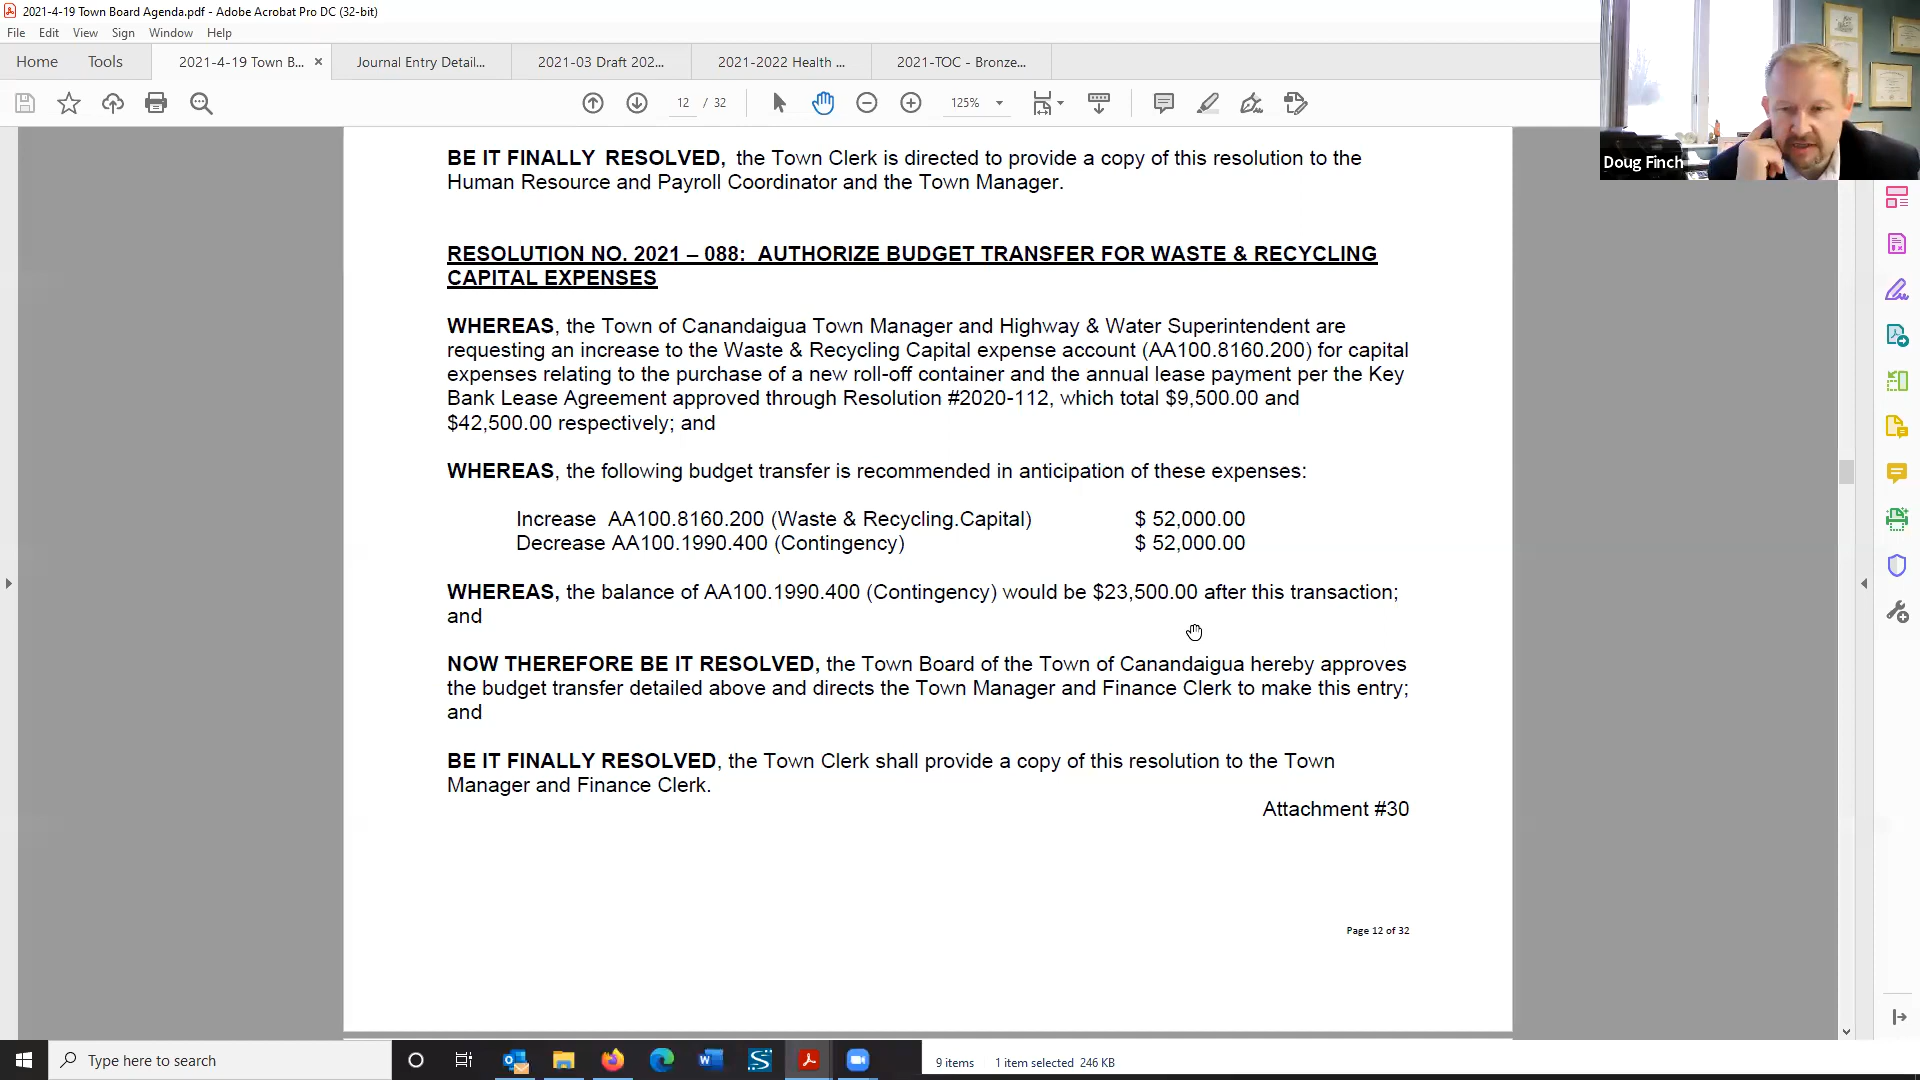 2021-4-19 Town Board Agenda.pdf - Adobe Acrobat Pro DC (32-bit)
File Edit View Sign Window Help
Home Tools 2021-4-19 Town B... × Journal Entry Detail... 2021-03 Draft 202... 2021-2022 Health ... 2021-TOC - Bronze...
12 / 32 125%
Doug Finch
BE IT FINALLY RESOLVED, the Town Clerk is directed to provide a copy of this resolution to the
Human Resource and Payroll Coordinator and the Town Manager.
RESOLUTION NO. 2021 – 088: AUTHORIZE BUDGET TRANSFER FOR WASTE & RECYCLING
CAPITAL EXPENSES
WHEREAS, the Town of Canandaigua Town Manager and Highway & Water Superintendent are
requesting an increase to the Waste & Recycling Capital expense account (AA100.8160.200) for capital
expenses relating to the purchase of a new roll-off container and the annual lease payment per the Key
Bank Lease Agreement approved through Resolution #2020-112, which total $9,500.00 and
$42,500.00 respectively; and
WHEREAS, the following budget transfer is recommended in anticipation of these expenses:
Increase AA100.8160.200 (Waste & Recycling.Capital) $ 52,000.00
Decrease AA100.1990.400 (Contingency) $ 52,000.00
WHEREAS, the balance of AA100.1990.400 (Contingency) would be $23,500.00 after this transaction;
and
NOW THEREFORE BE IT RESOLVED, the Town Board of the Town of Canandaigua hereby approves
the budget transfer detailed above and directs the Town Manager and Finance Clerk to make this entry;
and
BE IT FINALLY RESOLVED, the Town Clerk shall provide a copy of this resolution to the Town
Manager and Finance Clerk.
Attachment #30
Page 12 of 32
Type here to search
9 items 1 item selected 246 KB